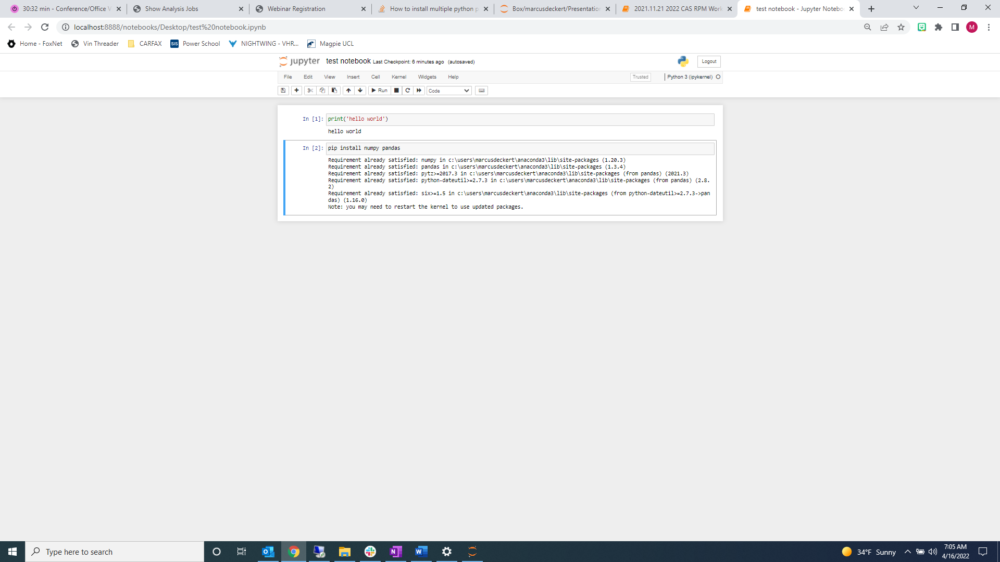 30:32 min - Conference/Office V
Show Analysis Jobs
Webinar Registration
How to install multiple python p
Box/marcusdeckert/Presentation
2021.11.21 2022 CAS RPM Work
test notebook - Jupyter Notebo
localhost:8888/notebooks/Desktop/test%20notebook.ipynb
M
Home - FoxNet
Vin Threader
CARFAX
SIS Power School
NIGHTWING - VHR...
Magpie UCL
jupyter test notebook Last Checkpoint: 6 minutes ago (autosaved)
Logout
File Edit View Insert Cell Kernel Widgets Help
Trusted
Python 3 (ipykernel)
Run
Code
In [1]: print('hello world')
hello world
In [2]: pip install numpy pandas
Requirement already satisfied: numpy in c:\users\marcusdeckert\anaconda3\lib\site-packages (1.20.3)
Requirement already satisfied: pandas in c:\users\marcusdeckert\anaconda3\lib\site-packages (1.3.4)
Requirement already satisfied: pytz>=2017.3 in c:\users\marcusdeckert\anaconda3\lib\site-packages (from pandas) (2021.3)
Requirement already satisfied: python-dateutil>=2.7.3 in c:\users\marcusdeckert\anaconda3\lib\site-packages (from pandas) (2.8.
2)
Requirement already satisfied: six>=1.5 in c:\users\marcusdeckert\anaconda3\lib\site-packages (from python-dateutil>=2.7.3->pan
das) (1.16.0)
Note: you may need to restart the kernel to use updated packages.
Type here to search
34°F Sunny
7:05 AM
4/16/2022